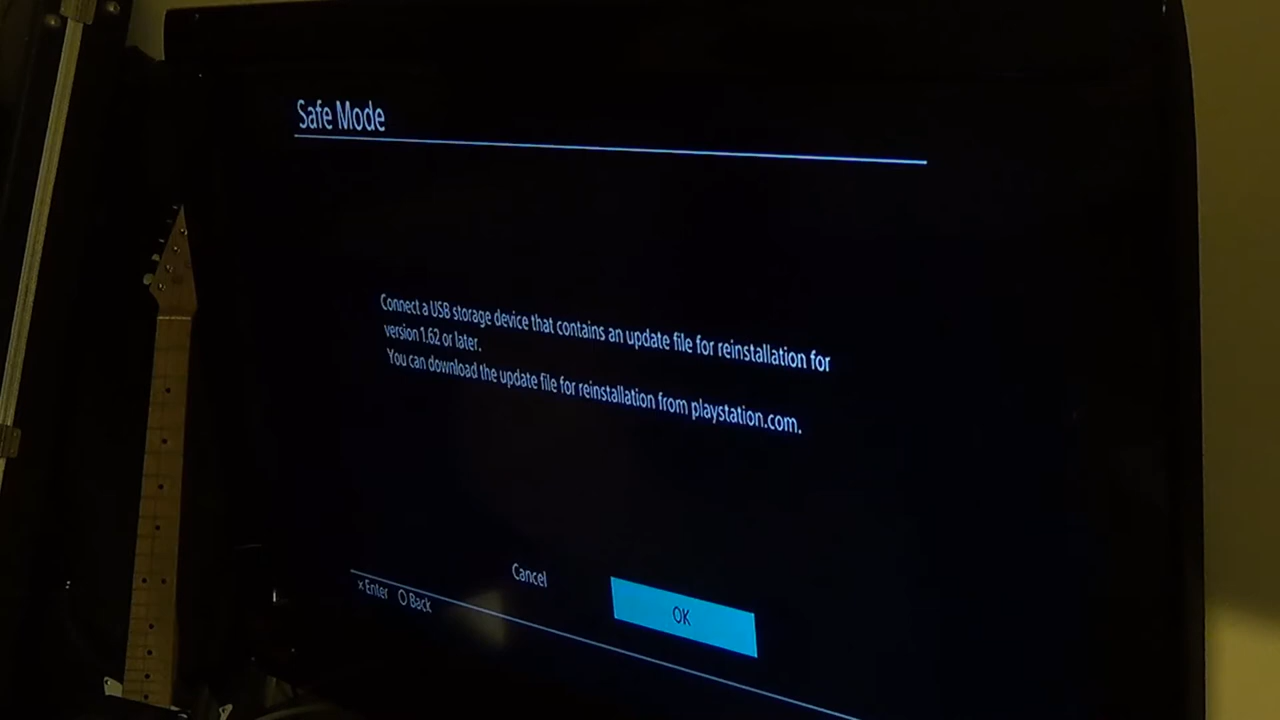 Safe Mode
Connect a USB storage device that contains an update file for reinstallation for
version 1.62 or later.
You can download the update file for reinstallation from playstation.com.
Cancel
OK
×Enter ○Back